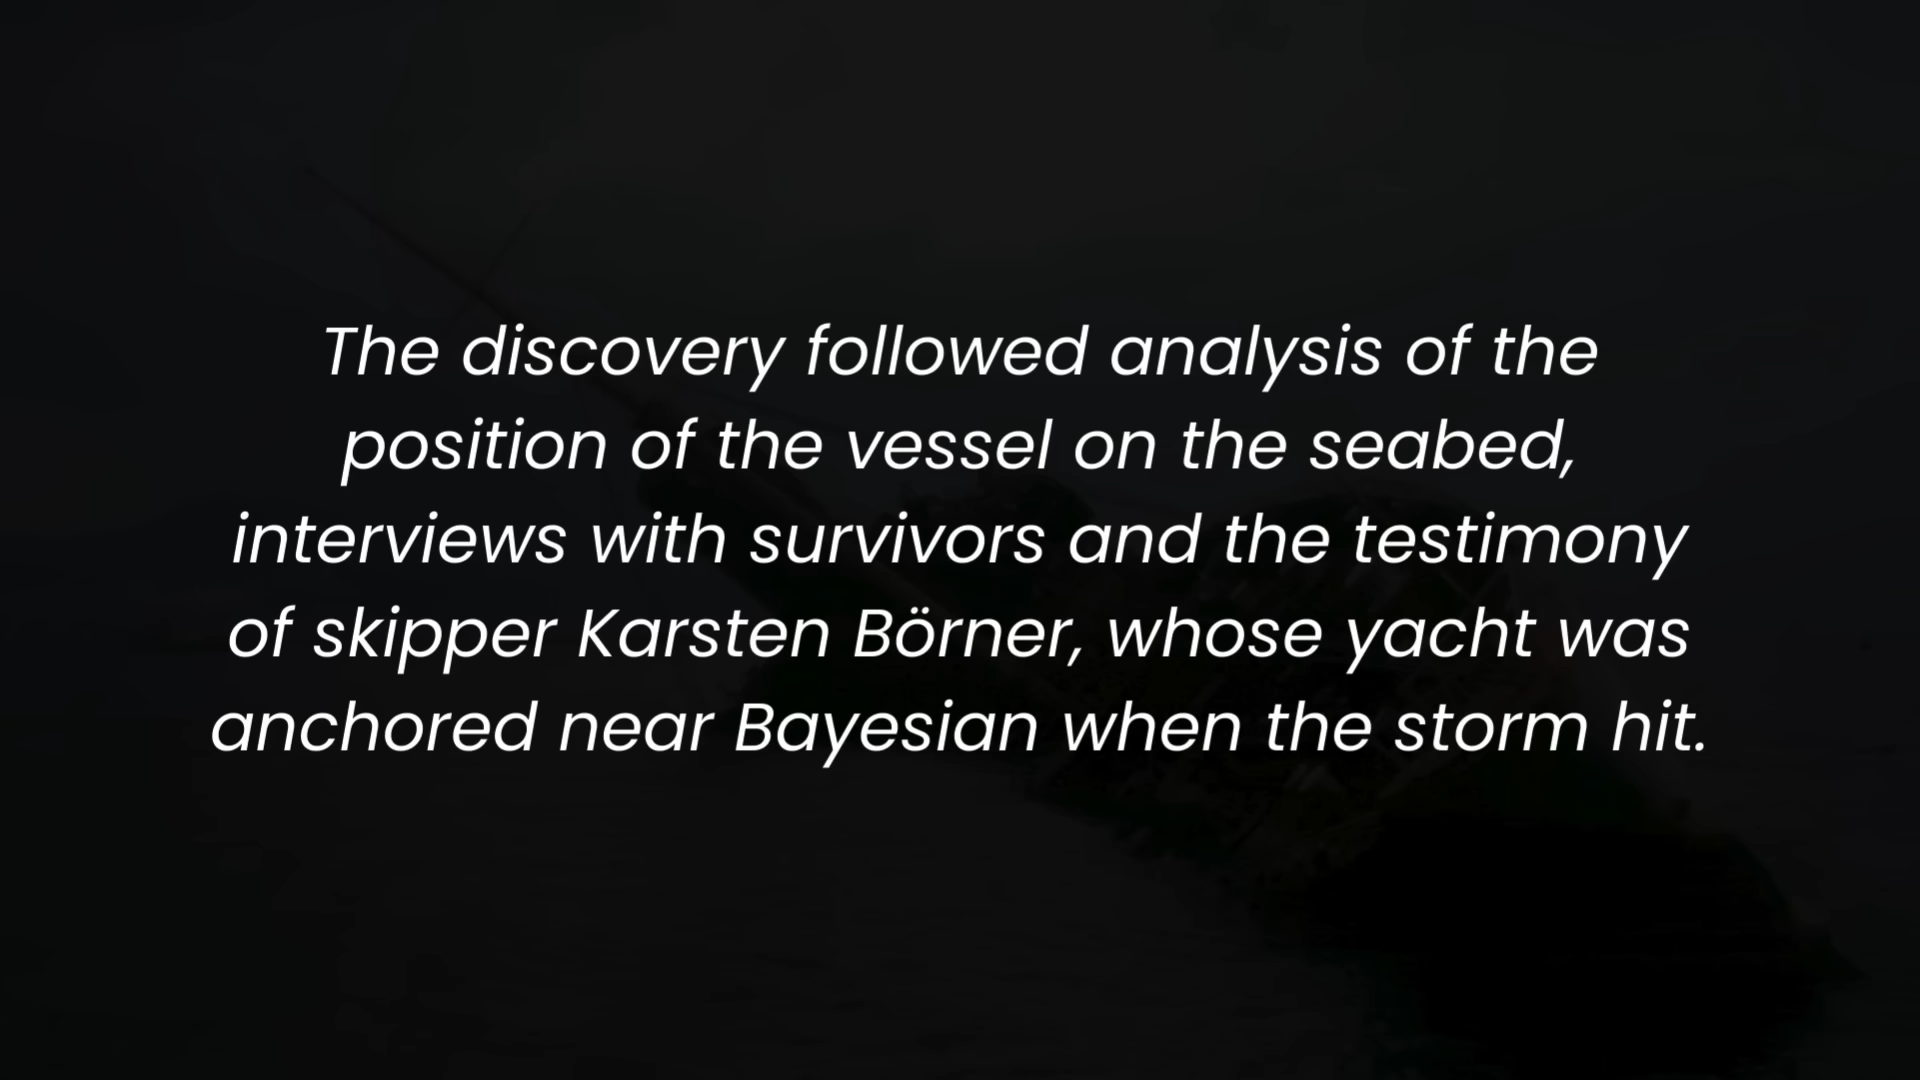 The discovery followed analysis of the
position of the vessel on the seabed,
interviews with survivors and the testimony
of skipper Karsten Börner, whose yacht was
anchored near Bayesian when the storm hit.